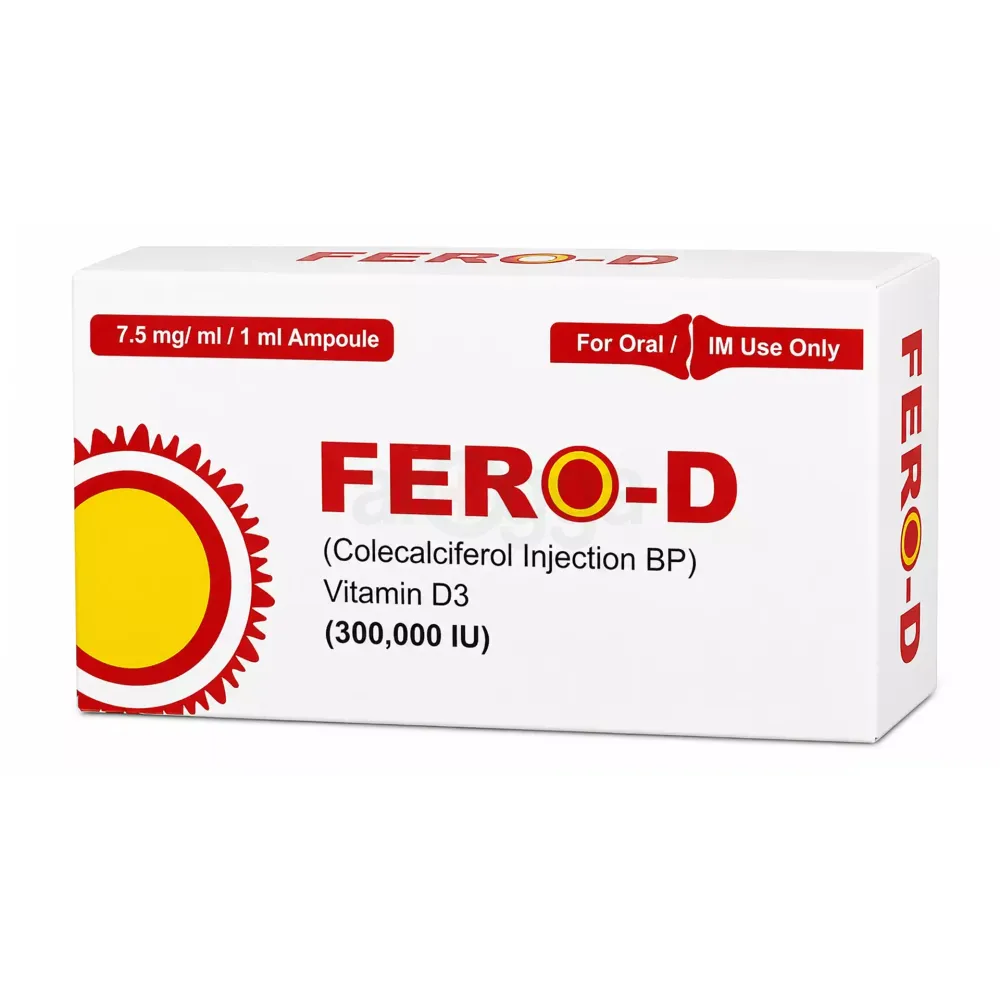 FERO-D
7.5 mg/ ml / 1 ml Ampoule
For Oral / IM Use Only
FERO-D
(Colecalciferol Injection BP)
Vitamin D3
(300,000 IU)
FERO-D